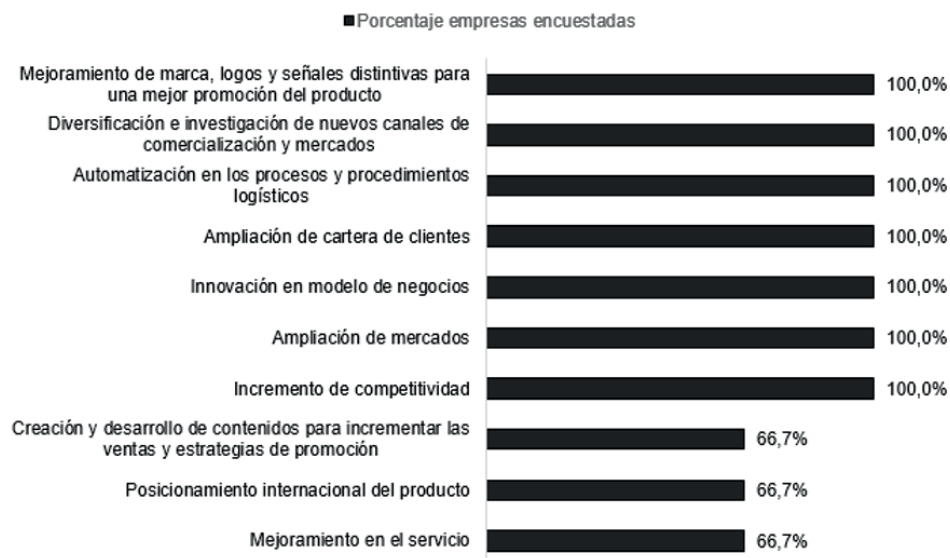 Porcentaje empresas encuestadas
Mejoramiento de marca, logos y señales distintivas para
una mejor promoción del producto
100,0%
Diversificación e investigación de nuevos canales de
comercialización y mercados
100,0%
Automatización en los procesos y procedimientos
logísticos
100,0%
Ampliación de cartera de clientes
100,0%
Innovación en modelo de negocios
100,0%
Ampliación de mercados
100,0%
Incremento de competitividad
100,0%
Creación y desarrollo de contenidos para incrementar las
ventas y estrategias de promoción
66,7%
Posicionamiento internacional del producto
66,7%
Mejoramiento en el servicio
66,7%